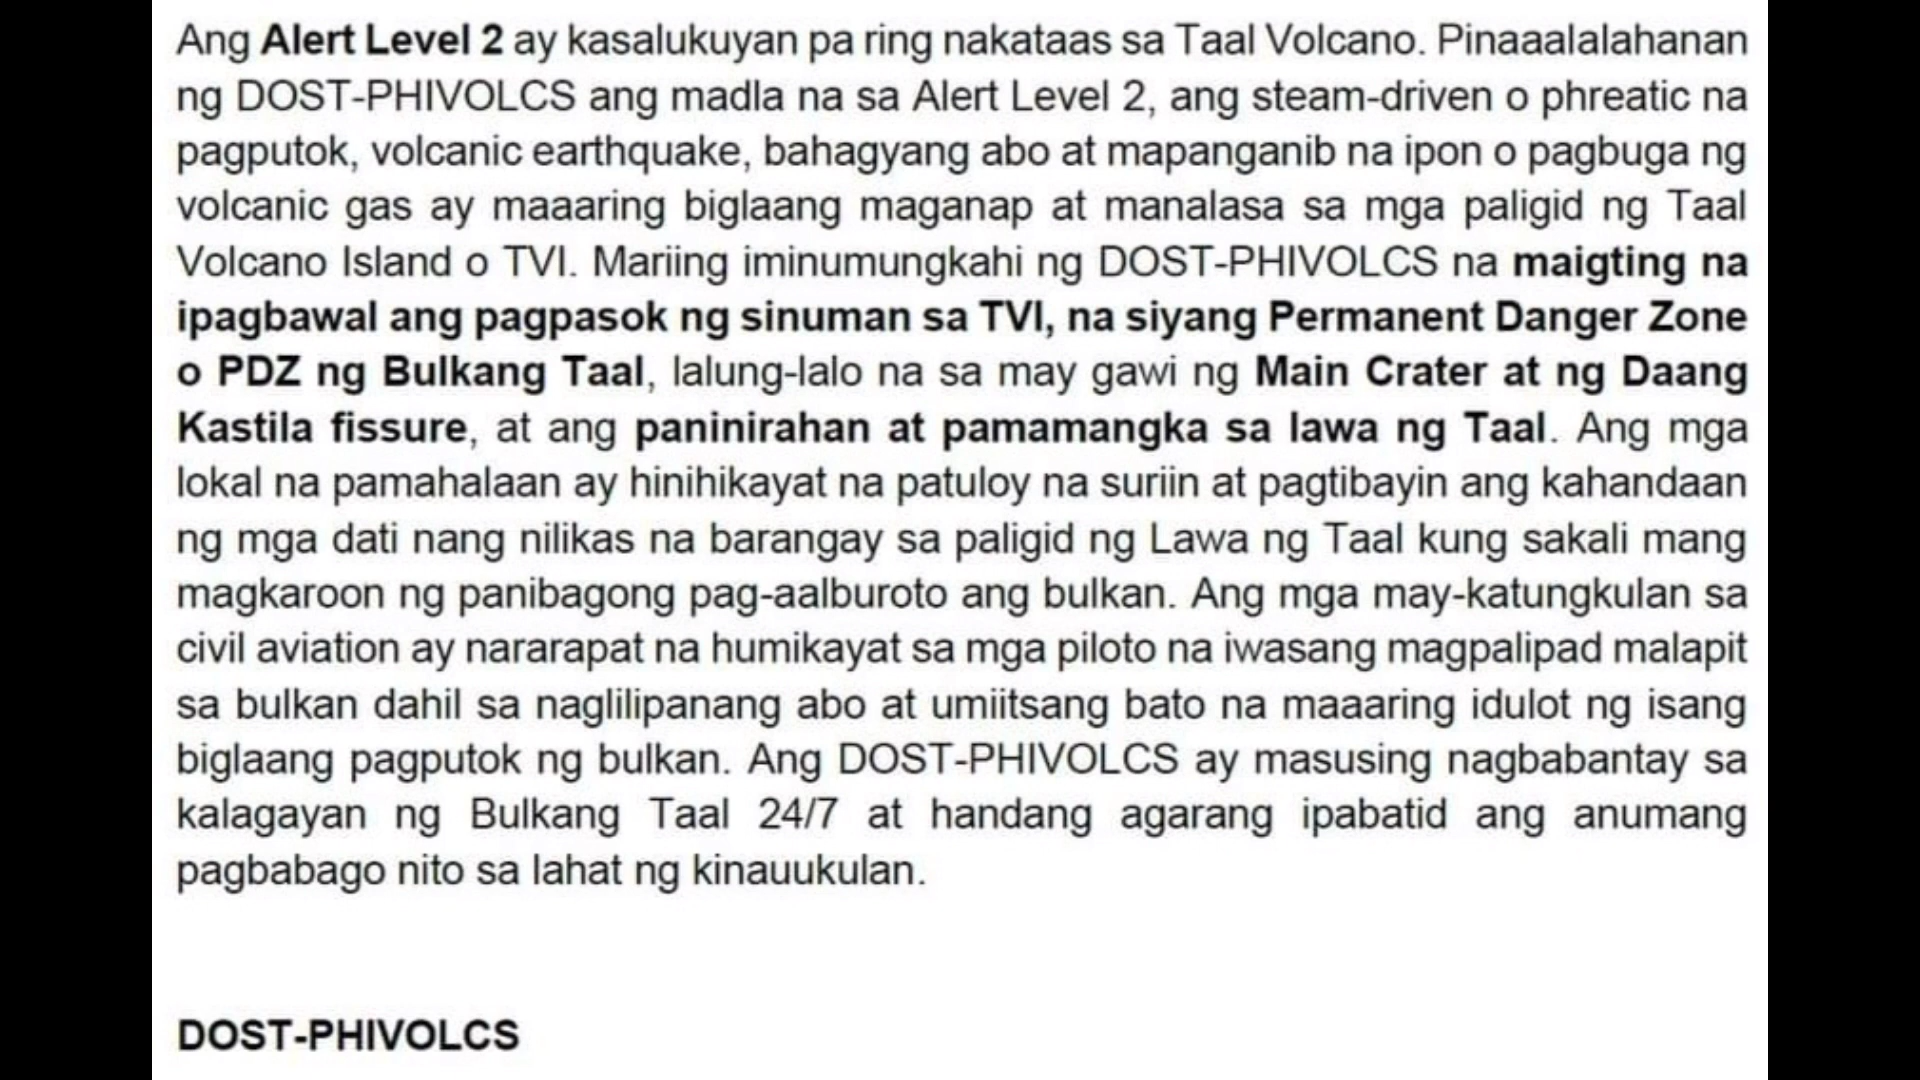 Ang Alert Level 2 ay kasalukuyan pa ring nakataas sa Taal Volcano. Pinaaalalahanan
ng DOST-PHIVOLCS ang madla na sa Alert Level 2, ang steam-driven o phreatic na
pagputok, volcanic earthquake, bahagyang abo at mapanganib na ipon o pagbuga ng
volcanic gas ay maaaring biglaang maganap at manalasa sa mga paligid ng Taal
Volcano Island o TVI. Mariing iminumungkahi ng DOST-PHIVOLCS na maigting na
ipagbawal ang pagpasok ng sinuman sa TVI, na siyang Permanent Danger Zone
o PDZ ng Bulkang Taal, lalung-lalo na sa may gawi ng Main Crater at ng Daang
Kastila fissure, at ang paninirahan at pamamangka sa lawa ng Taal. Ang mga
lokal na pamahalaan ay hinihikayat na patuloy na suriin at pagtibayin ang kahandaan
ng mga dati nang nilikas na barangay sa paligid ng Lawa ng Taal kung sakali mang
magkaroon ng panibagong pag-aalburoto ang bulkan. Ang mga may-katungkulan sa
civil aviation ay nararapat na humikayat sa mga piloto na iwasang magpalipad malapit
sa bulkan dahil sa naglilipanang abo at umiitsang bato na maaaring idulot ng isang
biglaang pagputok ng bulkan. Ang DOST-PHIVOLCS ay masusing nagbabantay sa
kalagayan ng Bulkang Taal 24/7 at handang agarang ipabatid ang anumang
pagbabago nito sa lahat ng kinauukulan.
DOST-PHIVOLCS